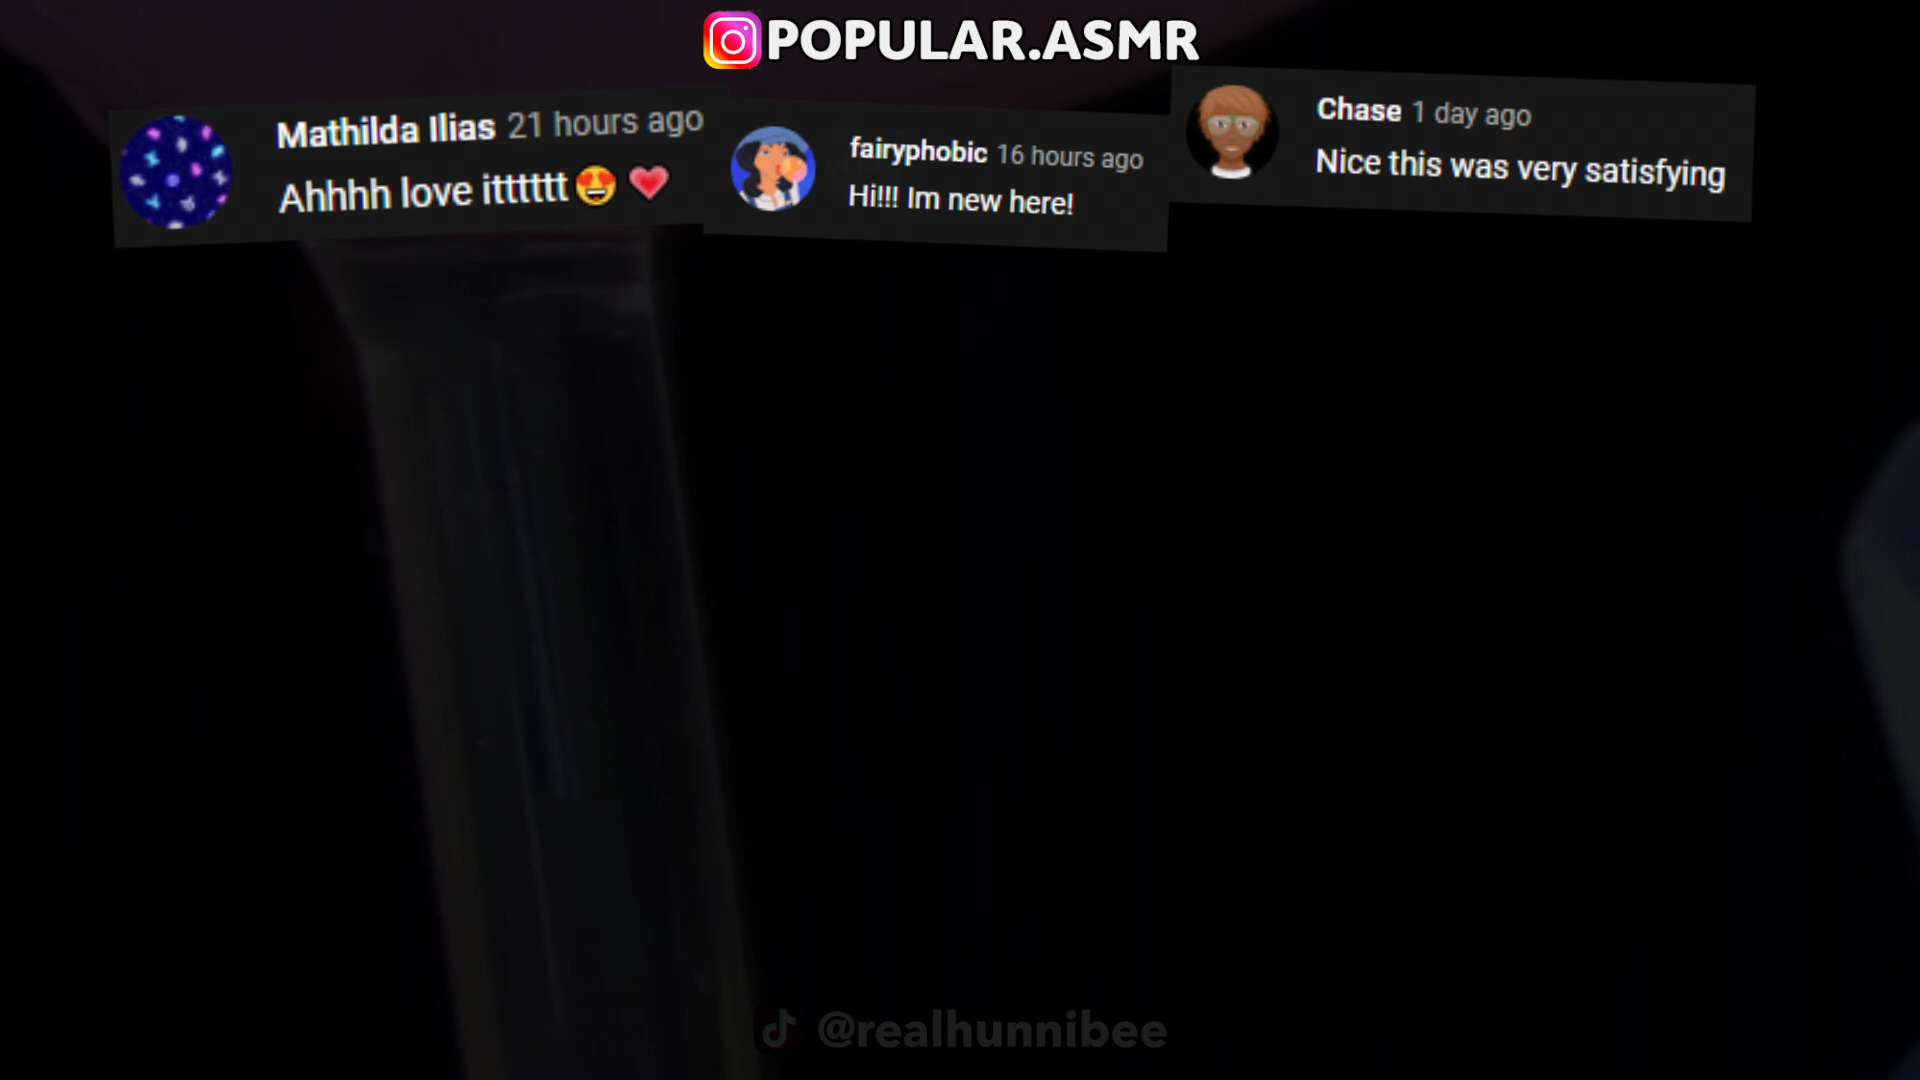 POPULAR.ASMR
Mathilda Ilias 21 hours ago
Ahhhh love itttttt😍 ❤️
fairyphobic 16 hours ago
Hi!!! Im new here!
Chase 1 day ago
Nice this was very satisfying
@realhunnibee